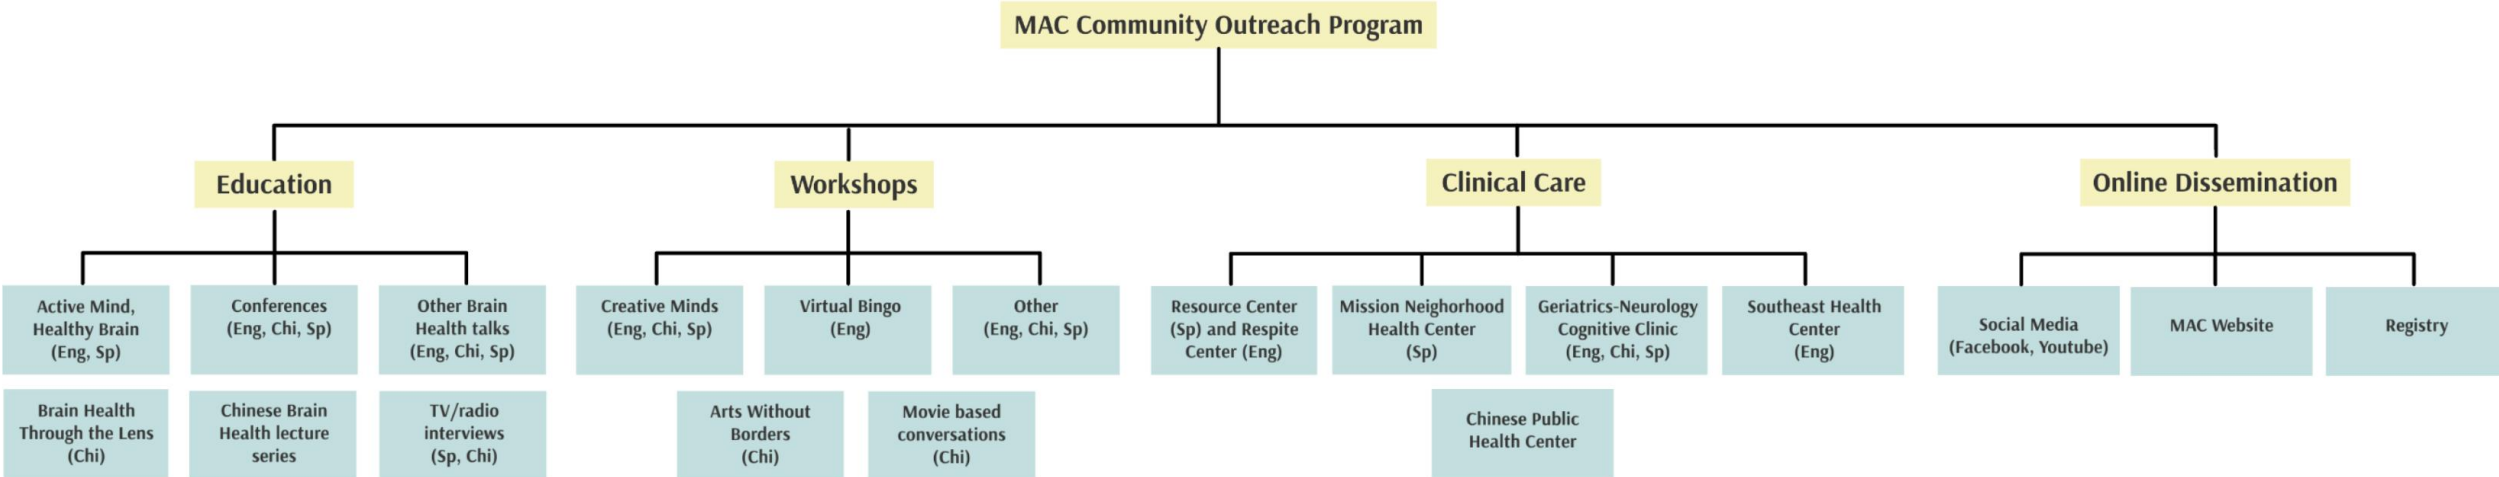 MAC Community Outreach Program
Education
Workshops
Clinical Care
Online Dissemination
Active Mind,
Healthy Brain
(Eng, Sp)
Conferences
(Eng, Chi, Sp)
Other Brain
Health talks
(Eng, Chi, Sp)
Creative Minds
(Eng, Chi, Sp)
Virtual Bingo
(Eng)
Other
(Eng, Chi, Sp)
Resource Center
(Sp) and Respite
Center (Eng)
Mission Neighorhood
Health Center
(Sp)
Geriatrics-Neurology
Cognitive Clinic
(Eng, Chi, Sp)
Southeast Health
Center
(Eng)
Social Media
(Facebook, Youtube)
MAC Website
Registry
Brain Health
Through the Lens
(Chi)
Chinese Brain
Health lecture
series
TV/radio
interviews
(Sp, Chi)
Arts Without
Borders
(Chi)
Movie based
conversations
(Chi)
Chinese Public
Health Center